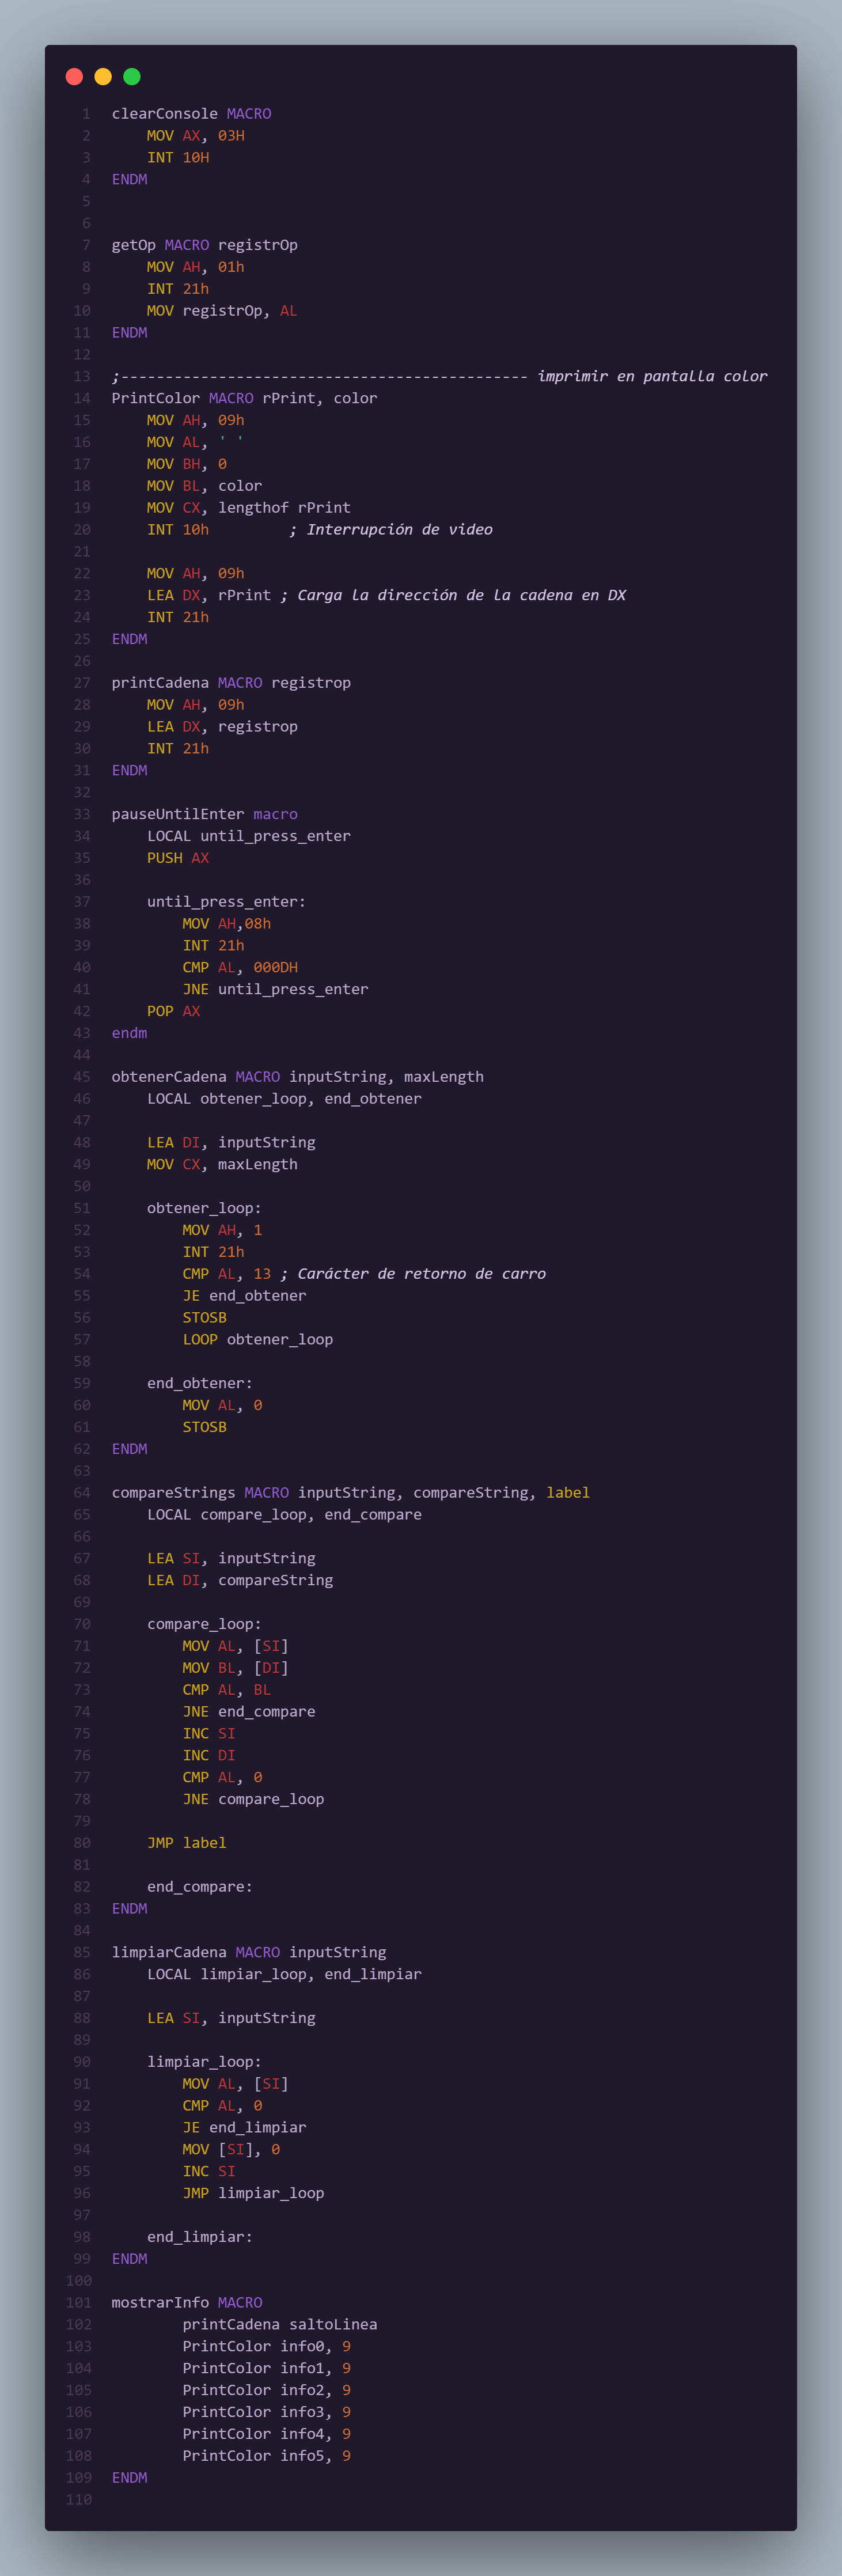 1 clearConsole MACRO
2     MOV AX, 03H
3     INT 10H
4 ENDM
5
6
7 getOp MACRO registrOp
8     MOV AH, 01h
9     INT 21h
10     MOV registrOp, AL
11 ENDM
12
13 ;---------------------------------------------- imprimir en pantalla color
14 PrintColor MACRO rPrint, color
15     MOV AH, 09h
16     MOV AL, ' '
17     MOV BH, 0
18     MOV BL, color
19     MOV CX, lengthof rPrint
20     INT 10h         ; Interrupción de video
21
22     MOV AH, 09h
23     LEA DX, rPrint ; Carga la dirección de la cadena en DX
24     INT 21h
25 ENDM
26
27 printCadena MACRO registrop
28     MOV AH, 09h
29     LEA DX, registrop
30     INT 21h
31 ENDM
32
33 pauseUntilEnter macro
34     LOCAL until_press_enter
35     PUSH AX
36
37     until_press_enter:
38         MOV AH,08h
39         INT 21h
40         CMP AL, 000DH
41         JNE until_press_enter
42     POP AX
43 endm
44
45 obtenerCadena MACRO inputString, maxLength
46     LOCAL obtener_loop, end_obtener
47
48     LEA DI, inputString
49     MOV CX, maxLength
50
51     obtener_loop:
52         MOV AH, 1
53         INT 21h
54         CMP AL, 13 ; Carácter de retorno de carro
55         JE end_obtener
56         STOSB
57         LOOP obtener_loop
58
59     end_obtener:
60         MOV AL, 0
61         STOSB
62 ENDM
63
64 compareStrings MACRO inputString, compareString, label
65     LOCAL compare_loop, end_compare
66
67     LEA SI, inputString
68     LEA DI, compareString
69
70     compare_loop:
71         MOV AL, [SI]
72         MOV BL, [DI]
73         CMP AL, BL
74         JNE end_compare
75         INC SI
76         INC DI
77         CMP AL, 0
78         JNE compare_loop
79
80     JMP label
81
82     end_compare:
83 ENDM
84
85 limpiarCadena MACRO inputString
86     LOCAL limpiar_loop, end_limpiar
87
88     LEA SI, inputString
89
90     limpiar_loop:
91         MOV AL, [SI]
92         CMP AL, 0
93         JE end_limpiar
94         MOV [SI], 0
95         INC SI
96         JMP limpiar_loop
97
98     end_limpiar:
99 ENDM
100
101 mostrarInfo MACRO
102         printCadena saltoLinea
103         PrintColor info0, 9
104         PrintColor info1, 9
105         PrintColor info2, 9
106         PrintColor info3, 9
107         PrintColor info4, 9
108         PrintColor info5, 9
109 ENDM
110